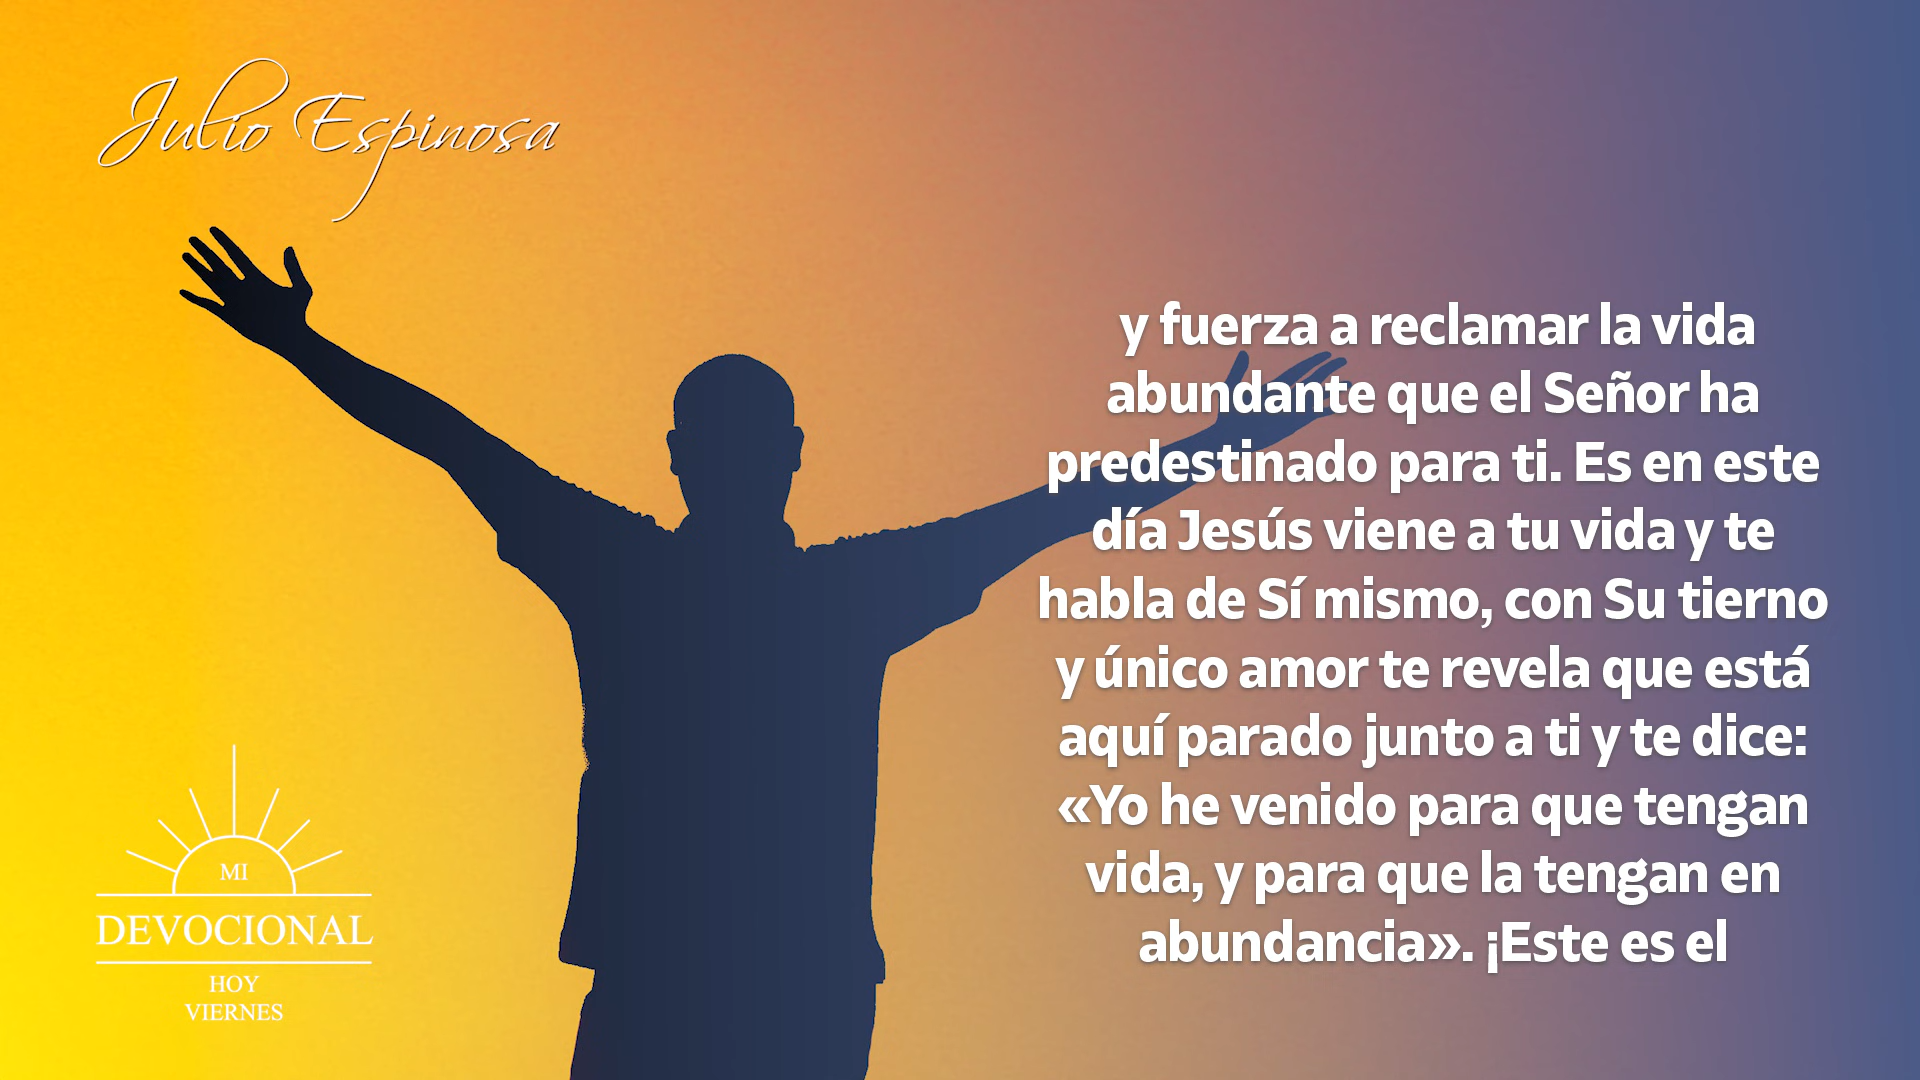 Julio Espinosa
y fuerza a reclamar la vida
abundante que el Señor ha
predestinado para ti. Es en este
día Jesús viene a tu vida y te
habla de Sí mismo, con Su tierno
y único amor te revela que está
aquí parado junto a ti y te dice:
«Yo he venido para que tengan
vida, y para que la tengan en
abundancia». ¡Este es el
MI
DEVOCIONAL
HOY
VIERNES